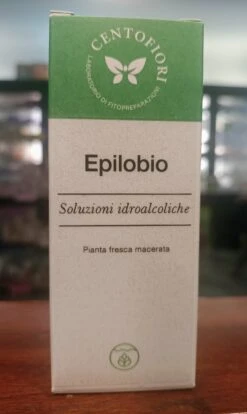 CENTOFIORI
LABORATORIO DI FITOPREPARAZIONI
Epilobio
Soluzioni idroalcoliche
Pianta fresca macerata